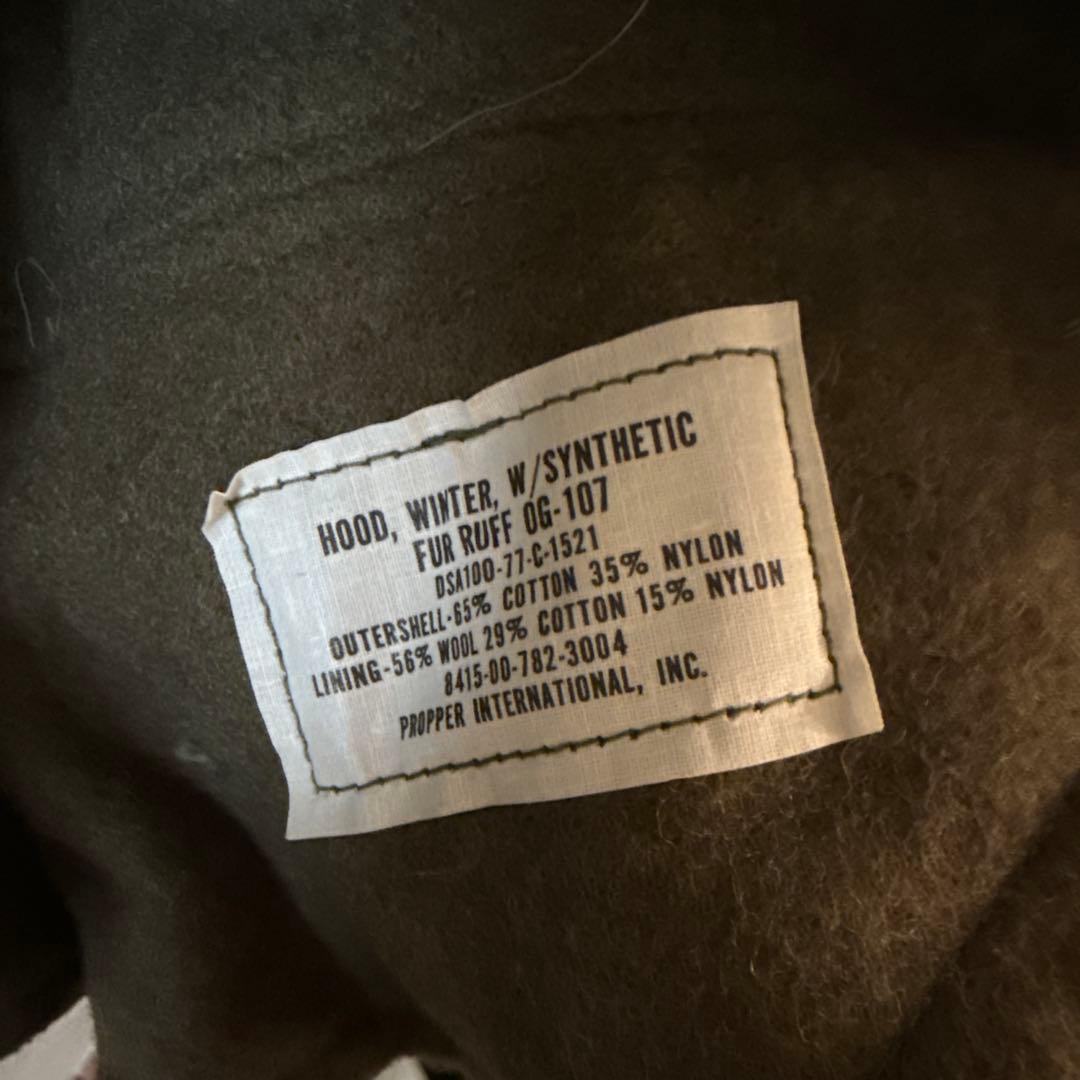 HOOD, WINTER, W/SYNTHETIC
FUR RUFF OG-107
DSA100-77-C-1521
OUTERSHELL-65% COTTON 35% NYLON
LINING-56% WOOL 29% COTTON 15% NYLON
8415-00-782-3004
PROPPER INTERNATIONAL, INC.